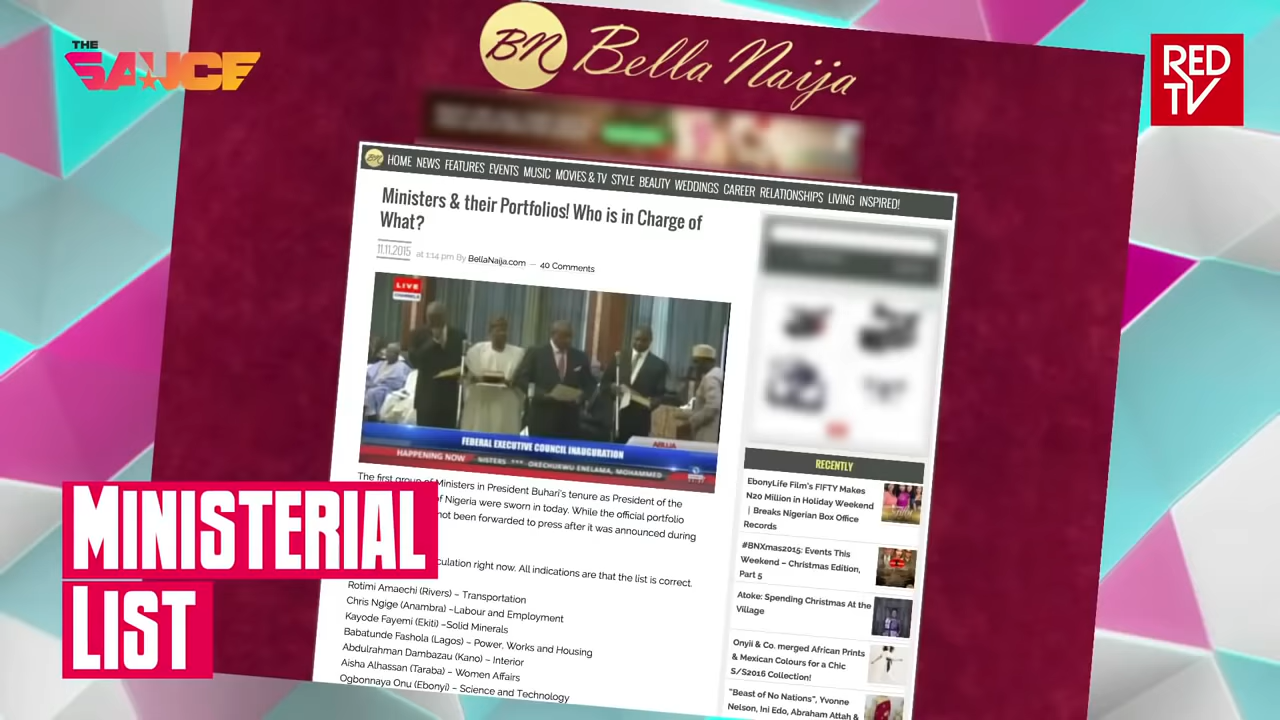 THE
SAUCE
BN Bella Naija
RED
TV
BN HOME NEWS FEATURES EVENTS MUSIC MOVIES & TV STYLE BEAUTY WEDDINGS CAREER RELATIONSHIPS LIVING INSPIRED!
Ministers & their Portfolios! Who is in Charge of
What?
11.11.2015 at 1:14 pm By BellaNaija.com — 40 Comments
LIVE
CHANNELS
ABUJA
FEDERAL EXECUTIVE COUNCIL INAUGURATION
HAPPENING NOW NISTERS *** OKECHUKWU ENELAMA, MOHAMMED
The first group of Ministers in President Buhari's tenure as President of the
of Nigeria were sworn in today. While the official portfolio
not been forwarded to press after it was announced during
culation right now. All indications are that the list is correct.
Rotimi Amaechi (Rivers) – Transportation
Chris Ngige (Anambra) –Labour and Employment
Kayode Fayemi (Ekiti) –Solid Minerals
Babatunde Fashola (Lagos) – Power, Works and Housing
Abdulrahman Dambazau (Kano) – Interior
Aisha Alhassan (Taraba) – Women Affairs
Ogbonnaya Onu (Ebonyi) – Science and Technology
RECENTLY
EbonyLife Film's FIFTY Makes
N20 Million in Holiday Weekend
| Breaks Nigerian Box Office
Records
#BNXmas2015: Events This
Weekend – Christmas Edition,
Part 5
Atoke: Spending Christmas At the
Village
Onyii & Co. merged African Prints
& Mexican Colours for a Chic
S/S2016 Collection!
"Beast of No Nations", Yvonne
Nelson, Ini Edo, Abraham Attah &
MINISTERIAL
LIST